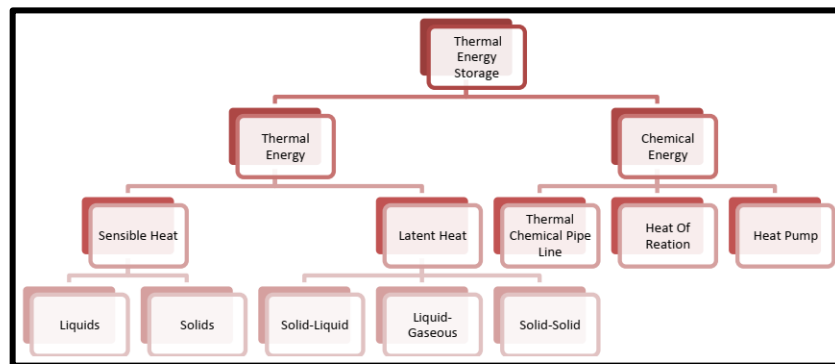 Thermal
Energy
Storage
Thermal
Energy
Chemical
Energy
Sensible Heat
Latent Heat
Thermal
Chemical Pipe
Line
Heat Of
Reation
Heat Pump
Liquids
Solids
Solid-Liquid
Liquid-
Gaseous
Solid-Solid